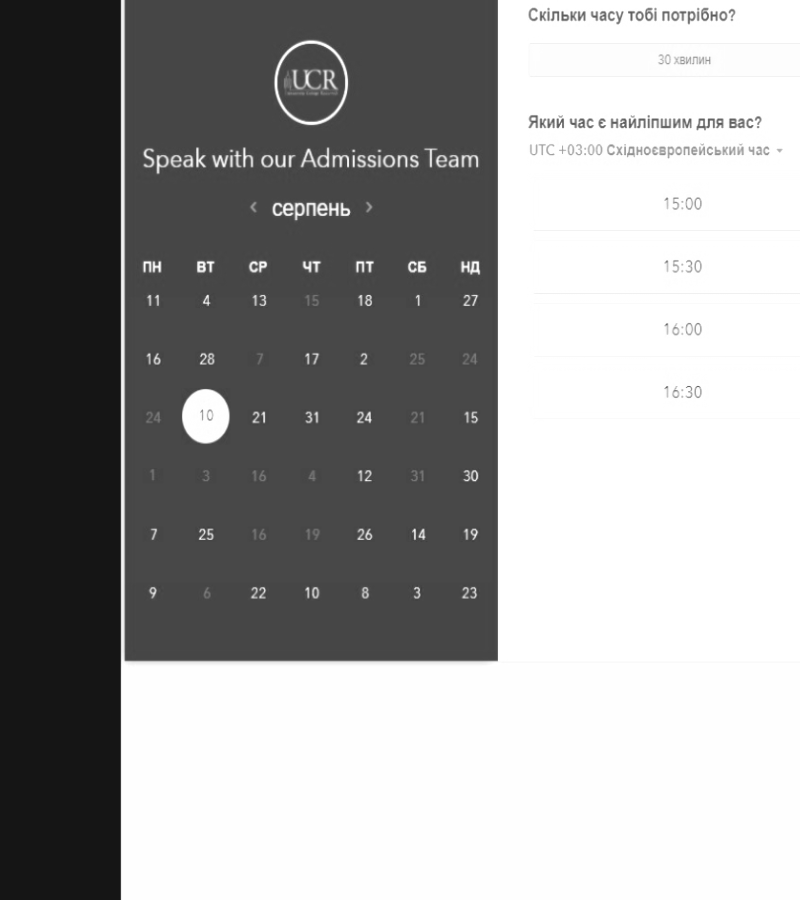 UCR
Speak with our Admissions Team
серпень
ПН ВТ СР ЧТ ПТ СБ НД
11 4 13 15 18 1 27
16 28 7 17 2 25 24
24 10 21 31 24 21 15
1 3 16 4 12 31 30
7 25 16 19 26 14 19
9 6 22 10 8 3 23
Скільки часу тобі потрібно?
30 хвилин
Який час є найліпшим для вас?
UTC +03:00 Східноєвропейський час
15:00
15:30
16:00
16:30